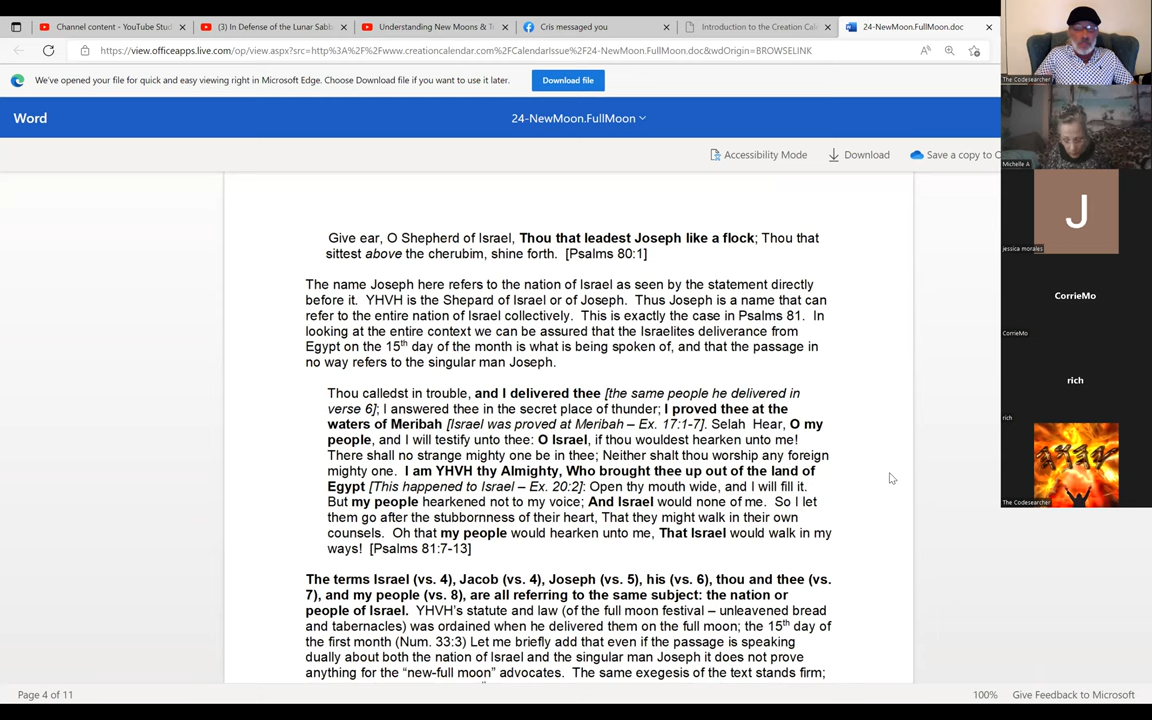 Channel content - YouTube Stud
(3) In Defense of the Lunar Sabb
Understanding New Moons & Te
Cris messaged you
Introduction to the Creation Cal
24-NewMoon.FullMoon.doc
https://view.officeapps.live.com/op/view.aspx?src=http%3A%2F%2Fwww.creationcalendar.com%2FCalendarIssue%2F24-NewMoon.FullMoon.doc&wdOrigin=BROWSELINK
We've opened your file for quick and easy viewing right in Microsoft Edge. Choose Download file if you want to use it later.
Download file
Word
24-NewMoon.FullMoon
Accessibility Mode
Download
Save a copy to O
Give ear, O Shepherd of Israel, Thou that leadest Joseph like a flock; Thou that
sittest above the cherubim, shine forth. [Psalms 80:1]
The name Joseph here refers to the nation of Israel as seen by the statement directly
before it. YHVH is the Shepard of Israel or of Joseph. Thus Joseph is a name that can
refer to the entire nation of Israel collectively. This is exactly the case in Psalms 81. In
looking at the entire context we can be assured that the Israelites deliverance from
Egypt on the 15th day of the month is what is being spoken of, and that the passage in
no way refers to the singular man Joseph.
Thou calledst in trouble, and I delivered thee [the same people he delivered in
verse 6]; I answered thee in the secret place of thunder; I proved thee at the
waters of Meribah [Israel was proved at Meribah – Ex. 17:1-7]. Selah Hear, O my
people, and I will testify unto thee: O Israel, if thou wouldest hearken unto me!
There shall no strange mighty one be in thee; Neither shalt thou worship any foreign
mighty one. I am YHVH thy Almighty, Who brought thee up out of the land of
Egypt [This happened to Israel – Ex. 20:2]: Open thy mouth wide, and I will fill it.
But my people hearkened not to my voice; And Israel would none of me. So I let
them go after the stubbornness of their heart, That they might walk in their own
counsels. Oh that my people would hearken unto me, That Israel would walk in my
ways! [Psalms 81:7-13]
The terms Israel (vs. 4), Jacob (vs. 4), Joseph (vs. 5), his (vs. 6), thou and thee (vs.
7), and my people (vs. 8), are all referring to the same subject: the nation or
people of Israel. YHVH's statute and law (of the full moon festival – unleavened bread
and tabernacles) was ordained when he delivered them on the full moon; the 15th day of
the first month (Num. 33:3) Let me briefly add that even if the passage is speaking
dually about both the nation of Israel and the singular man Joseph it does not prove
anything for the "new-full moon" advocates. The same exegesis of the text stands firm;
Page 4 of 11
100%
Give Feedback to Microsoft
The Codesearcher
Michelle A
J
jessica morales
CorrieMo
CorrieMo
rich
rich
The Codesearcher